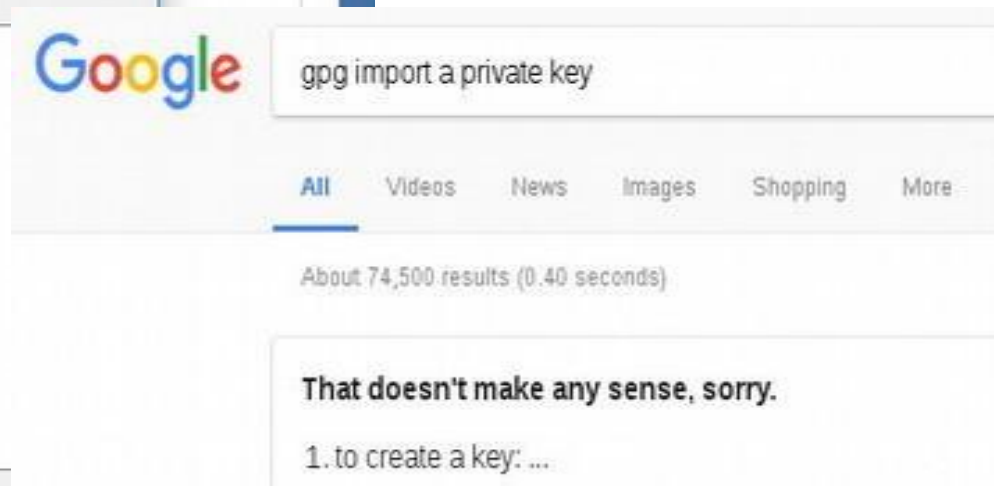 Google
gpg import a private key
All Videos News Images Shopping More
About 74,500 results (0.40 seconds)
That doesn't make any sense, sorry.
1. to create a key: ...